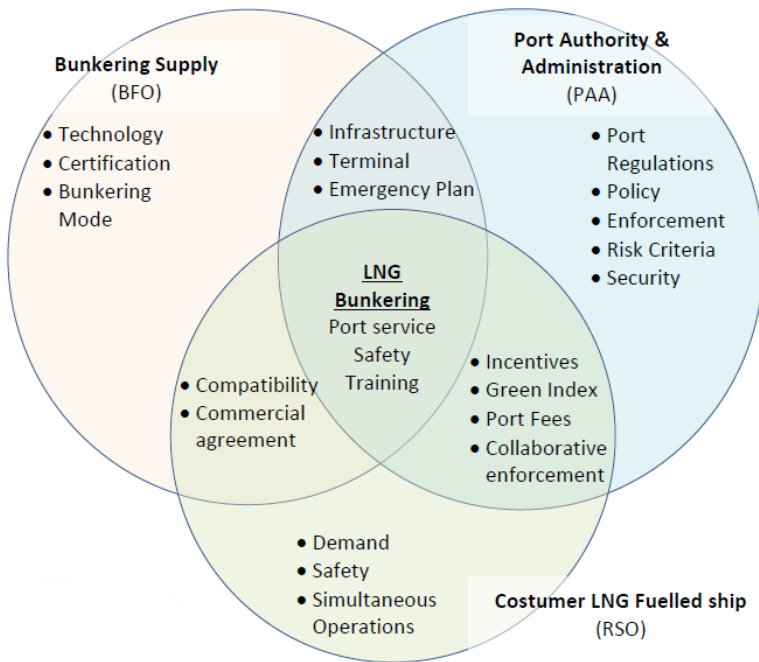 Bunkering Supply
(BFO)
• Technology
• Certification
• Bunkering
Mode
Port Authority &
Administration
(PAA)
• Port
Regulations
• Policy
• Enforcement
• Risk Criteria
• Security
• Infrastructure
• Terminal
• Emergency Plan
LNG
Bunkering
Port service
Safety
Training
• Compatibility
• Commercial
agreement
• Incentives
• Green Index
• Port Fees
• Collaborative
enforcement
• Demand
• Safety
• Simultaneous
Operations
Costumer LNG Fuelled ship
(RSO)